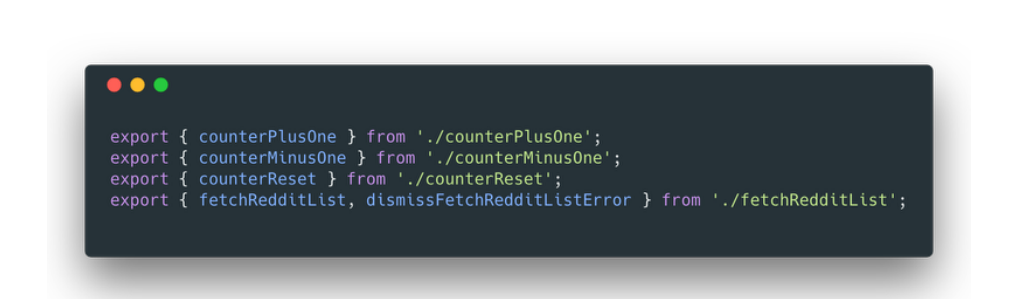 export { counterPlusOne } from './counterPlusOne';
export { counterMinusOne } from './counterMinusOne';
export { counterReset } from './counterReset';
export { fetchRedditList, dismissFetchRedditListError } from './fetchRedditList';